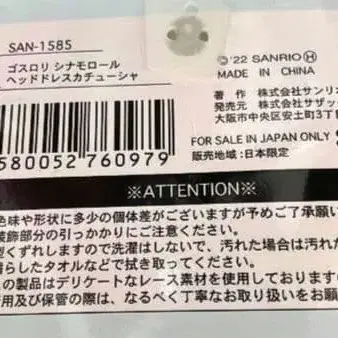 SAN-1585
ゴスロリ シナモロール
ヘッドドレスカチューシャ
580052 760979
© '22 SANRIO Ⓗ
MADE IN CHINA
著作 株式会社サンリ
発売元 株式会社サザッ
大阪市中央区安土町3丁
FOR SALE IN JAPAN ONLY
販売地域:日本限定
※ATTENTION※
色味や形状に多少の個体差がございますが予めご了承願い
装飾部分の引っかかりにご注意ください。
型くずれしますので洗濯はしないで、汚れた場合は汚れた
湿らしたタオルなどで拭き取ってください。
の製品はデリケートなレース素材を使用しておりますの
用及び保管の際は、なるべく丁寧なお取り扱いをお願